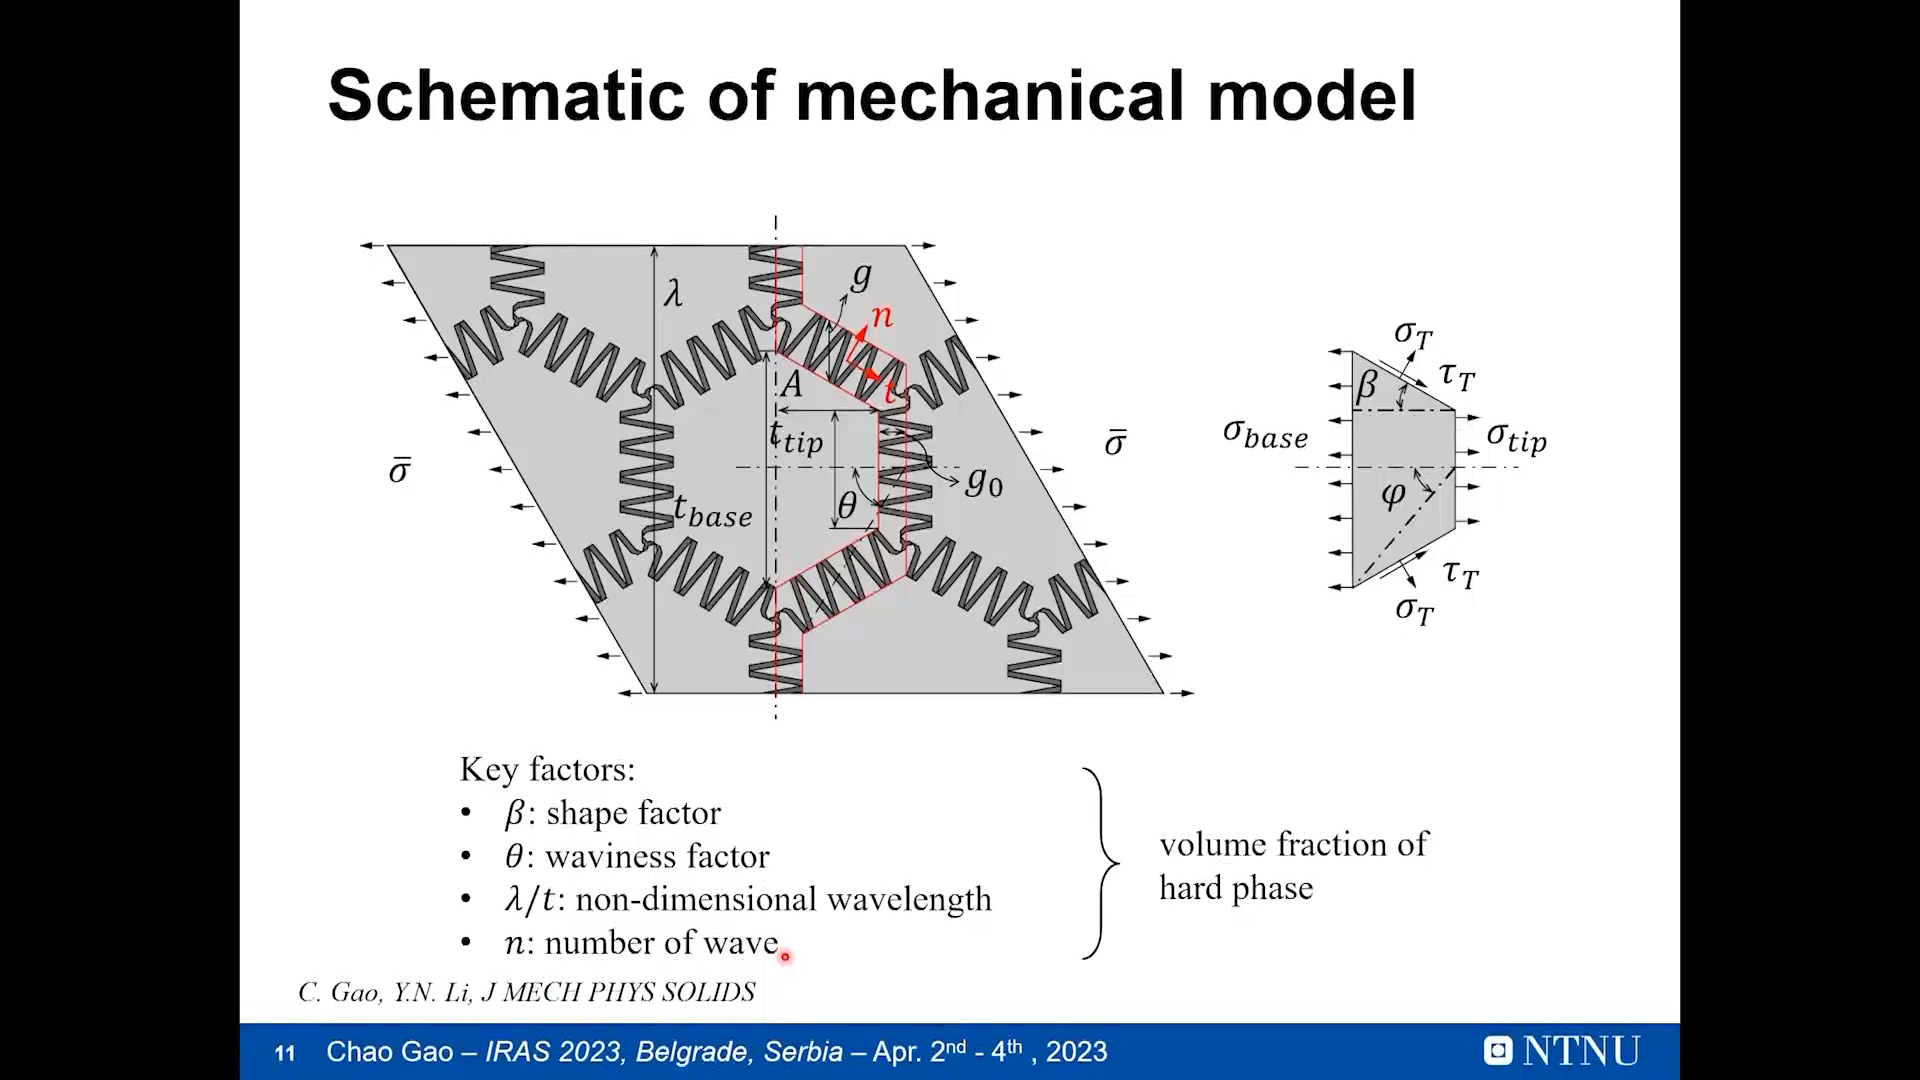 Schematic of mechanical model
λ
g
n
A
t
t_tip
σ̄
σ̄
g₀
θ
t_base
σ_T
β
τ_T
σ_base
σ_tip
φ
τ_T
σ_T
Key factors:
• β: shape factor
• θ: waviness factor
• λ/t: non-dimensional wavelength
• n: number of wave
volume fraction of
hard phase
C. Gao, Y.N. Li, J MECH PHYS SOLIDS
11 Chao Gao – IRAS 2023, Belgrade, Serbia – Apr. 2nd - 4th , 2023
NTNU